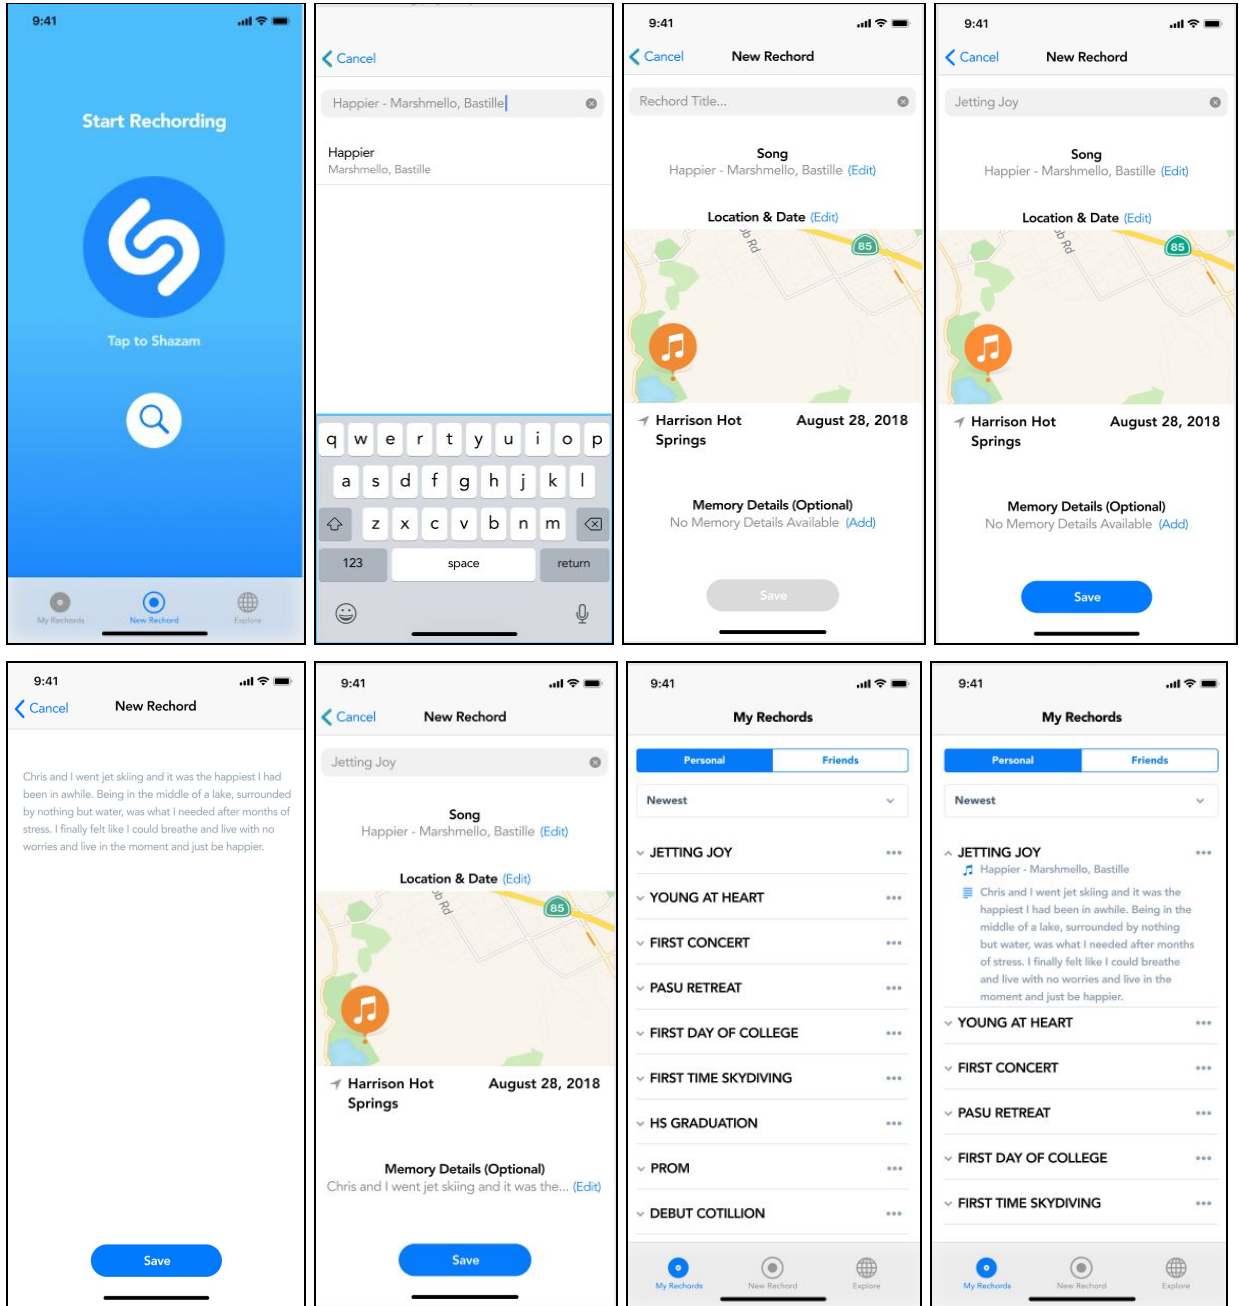 9:41
Start Rechording
Tap to Shazam
My Rechords
New Rechord
Explore
Cancel
Happier - Marshmello, Bastille
Happier
Marshmello, Bastille
q w e r t y u i o p
a s d f g h j k l
z x c v b n m
123 space return
9:41
Cancel New Rechord
Rechord Title...
Song
Happier - Marshmello, Bastille (Edit)
Location & Date (Edit)
bb Rd
85
Harrison Hot August 28, 2018
Springs
Memory Details (Optional)
No Memory Details Available (Add)
Save
9:41
Cancel New Rechord
Jetting Joy
Song
Happier - Marshmello, Bastille (Edit)
Location & Date (Edit)
bb Rd
85
Harrison Hot August 28, 2018
Springs
Memory Details (Optional)
No Memory Details Available (Add)
Save
9:41
Cancel New Rechord
Chris and I went jet skiing and it was the happiest I had
been in awhile. Being in the middle of a lake, surrounded
by nothing but water, was what I needed after months of
stress. I finally felt like I could breathe and live with no
worries and live in the moment and just be happier.
Save
9:41
Cancel New Rechord
Jetting Joy
Song
Happier - Marshmello, Bastille (Edit)
Location & Date (Edit)
bb Rd
85
Harrison Hot August 28, 2018
Springs
Memory Details (Optional)
Chris and I went jet skiing and it was the... (Edit)
Save
9:41
My Rechords
Personal Friends
Newest
JETTING JOY
YOUNG AT HEART
FIRST CONCERT
PASU RETREAT
FIRST DAY OF COLLEGE
FIRST TIME SKYDIVING
HS GRADUATION
PROM
DEBUT COTILLION
My Rechords New Rechord Explore
9:41
My Rechords
Personal Friends
Newest
JETTING JOY
Happier - Marshmello, Bastille
Chris and I went jet skiing and it was the
happiest I had been in awhile. Being in the
middle of a lake, surrounded by nothing
but water, was what I needed after months
of stress. I finally felt like I could breathe
and live with no worries and live in the
moment and just be happier.
YOUNG AT HEART
FIRST CONCERT
PASU RETREAT
FIRST DAY OF COLLEGE
FIRST TIME SKYDIVING
My Rechords New Rechord Explore